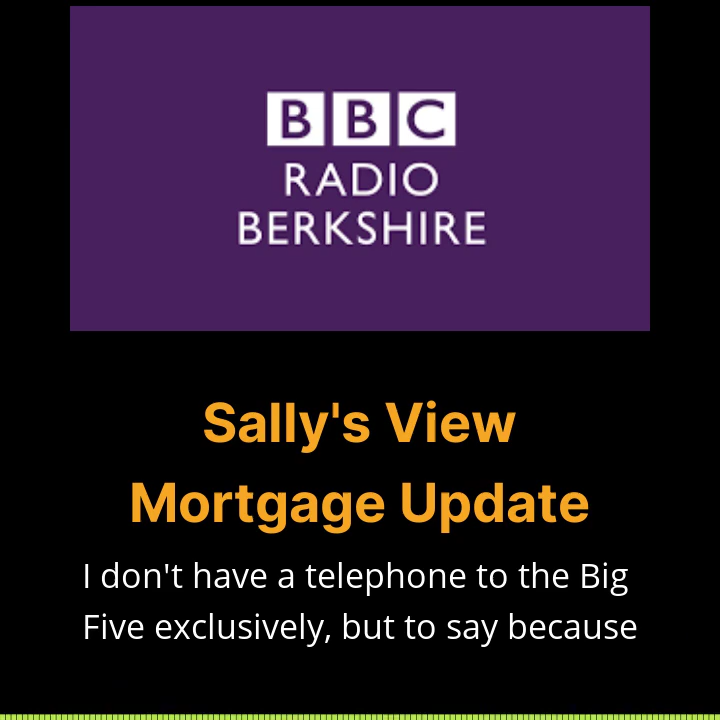 BBC
RADIO
BERKSHIRE
Sally's View
Mortgage Update
I don't have a telephone to the Big
Five exclusively, but to say because